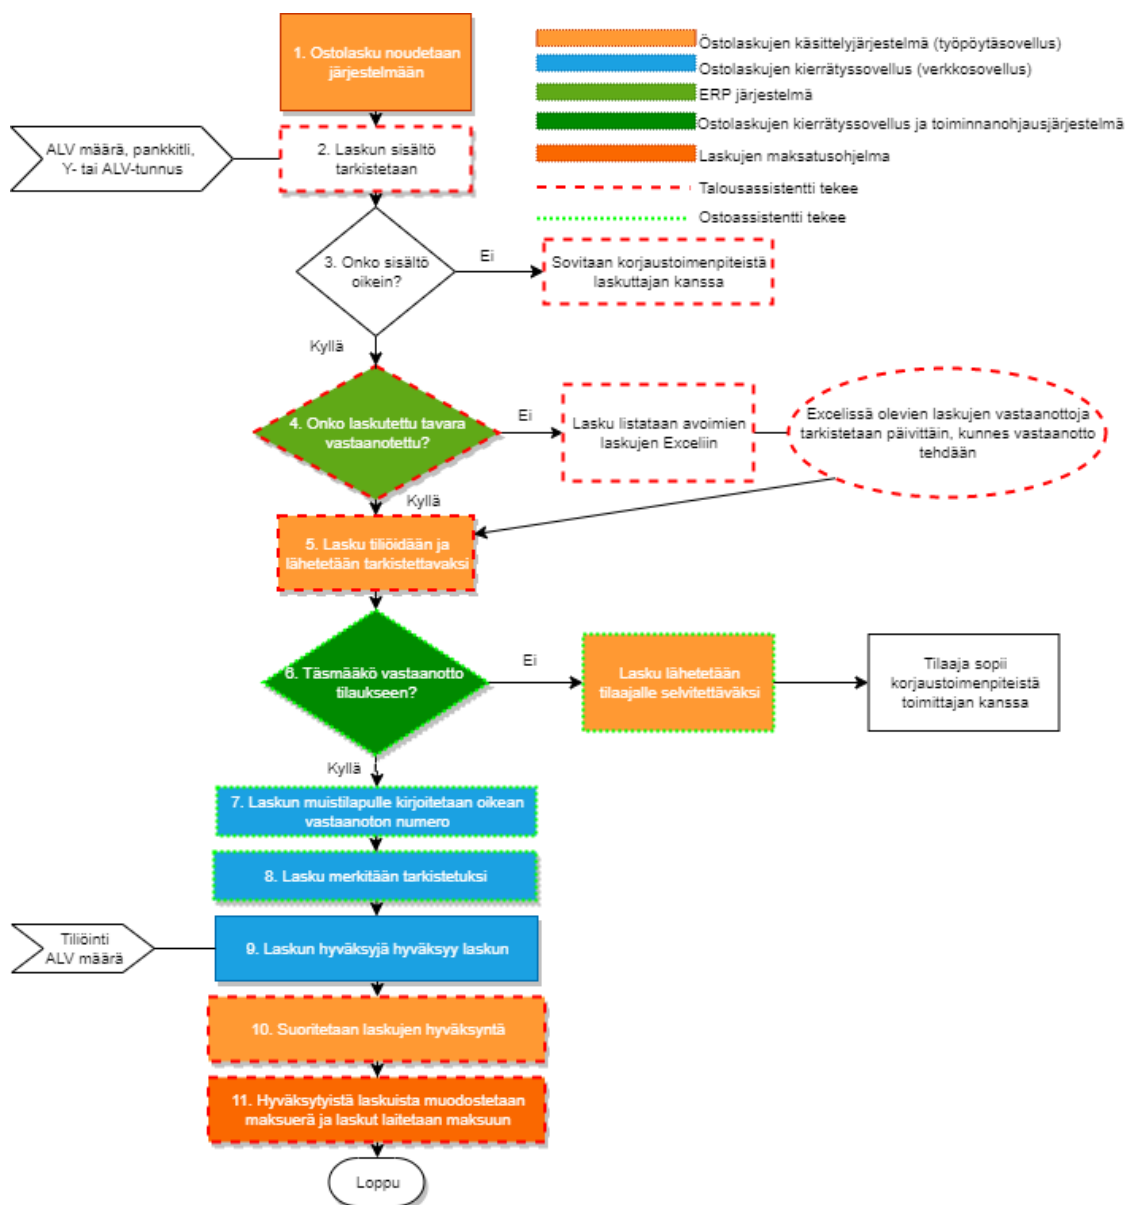 1. Ostolasku noudetaan
järjestelmään
Östolaskujen käsittelyjärjestelmä (työpöytäsovellus)
Ostolaskujen kierrätyssovellus (verkkosovellus)
ERP järjestelmä
Ostolaskujen kierrätyssovellus ja toiminnanohjausjärjestelmä
Laskujen maksatusohjelma
Talousassistentti tekee
Ostoassistentti tekee
ALV määrä, pankkitli,
Y- tai ALV-tunnus
2. Laskun sisältö
tarkistetaan
3. Onko sisältö
oikein?
Ei
Sovitaan korjaustoimenpiteistä
laskuttajan kanssa
Kyllä
4. Onko laskutettu tavara
vastaanotettu?
Ei
Lasku listataan avoimien
laskujen Exceliin
Excelissä olevien laskujen vastaanottoja
tarkistetaan päivittäin, kunnes vastaanotto
tehdään
Kyllä
5. Lasku tiliöidään ja
lähetetään tarkistettavaksi
6. Täsmääkö vastaanotto
tilaukseen?
Ei
Lasku lähetetään
tilaajalle selvitettäväksi
Tilaaja sopii
korjaustoimenpiteistä
toimittajan kanssa
Kyllä
7. Laskun muistilapulle kirjoitetaan oikean
vastaanoton numero
8. Lasku merkitään tarkistetuksi
Tiliöinti
ALV määrä
9. Laskun hyväksyjä hyväksyy laskun
10. Suoritetaan laskujen hyväksyntä
11. Hyväksytyistä laskuista muodostetaan
maksuerä ja laskut laitetaan maksuun
Loppu